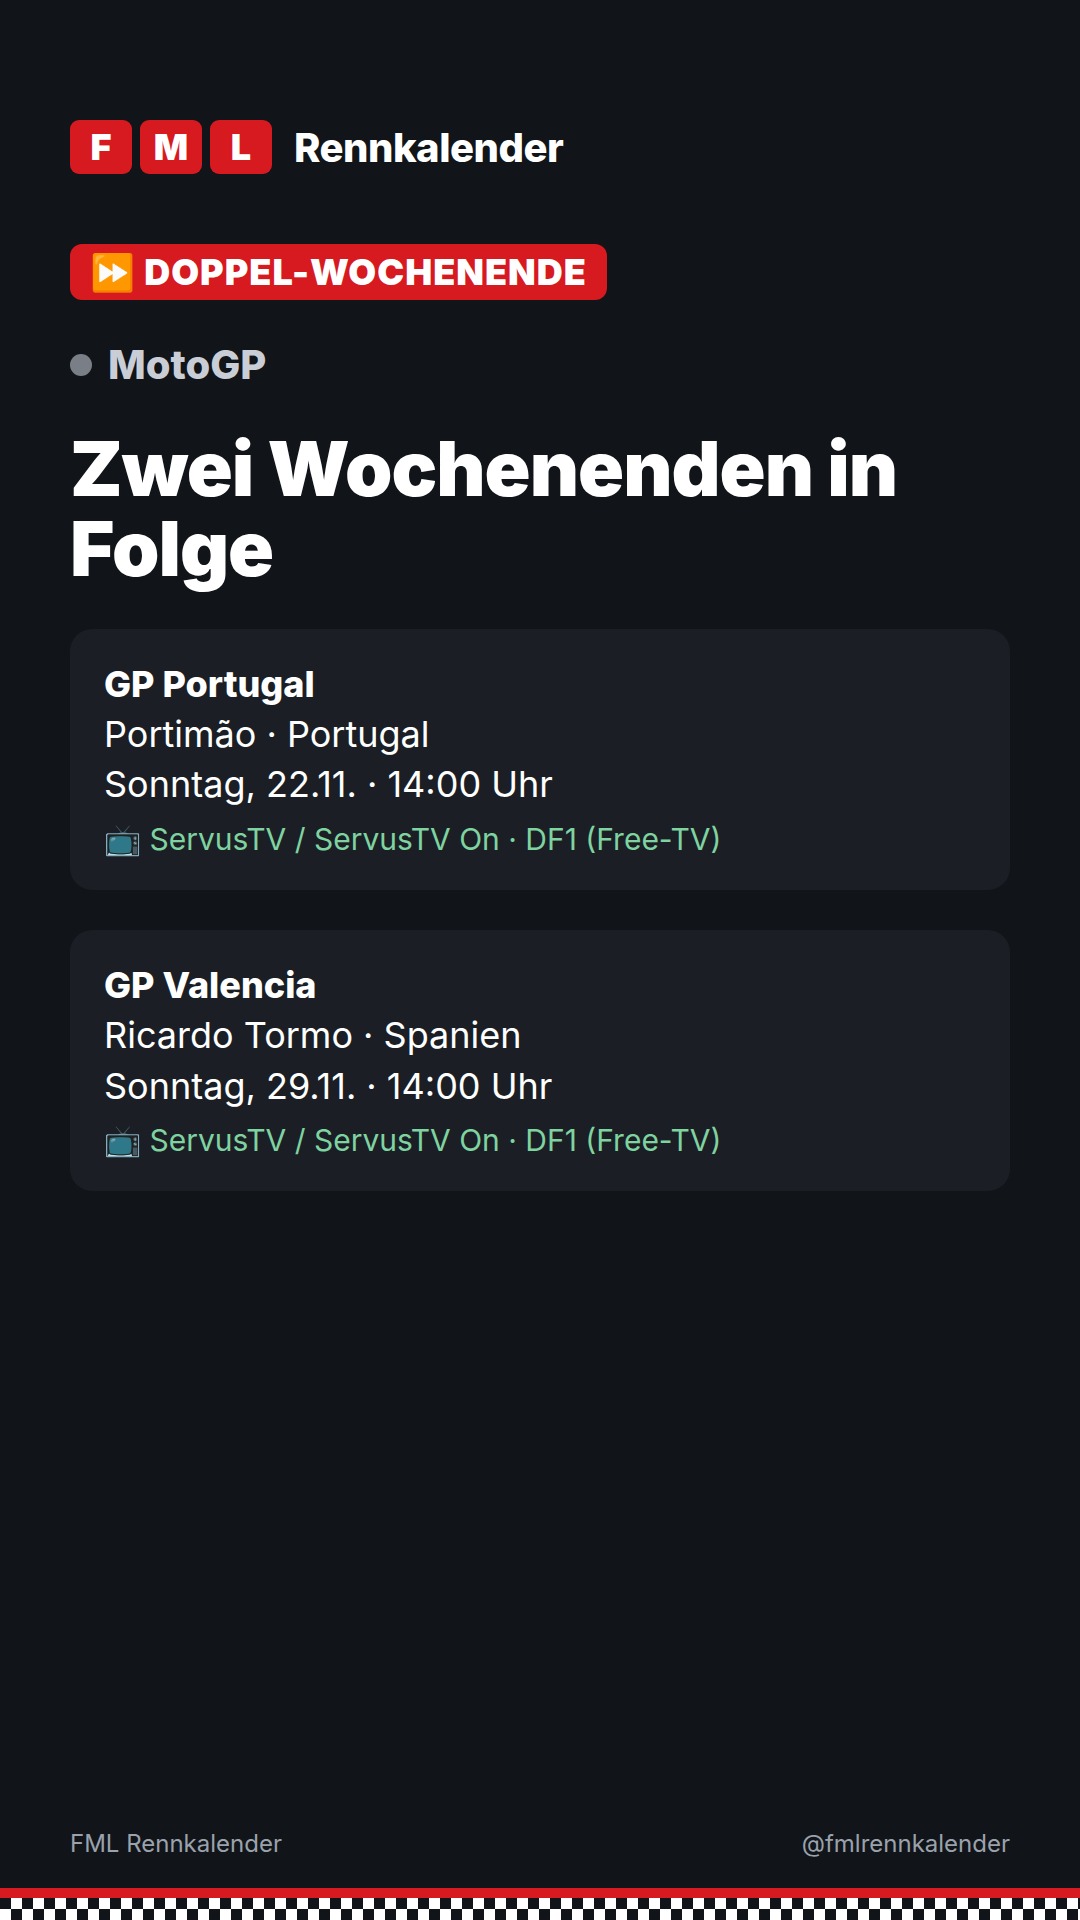 F M L Rennkalender
⏩ DOPPEL-WOCHENENDE
MotoGP
Zwei Wochenenden in
Folge
GP Portugal
Portimão · Portugal
Sonntag, 22.11. · 14:00 Uhr
📺 ServusTV / ServusTV On · DF1 (Free-TV)
GP Valencia
Ricardo Tormo · Spanien
Sonntag, 29.11. · 14:00 Uhr
📺 ServusTV / ServusTV On · DF1 (Free-TV)
FML Rennkalender
@fmlrennkalender